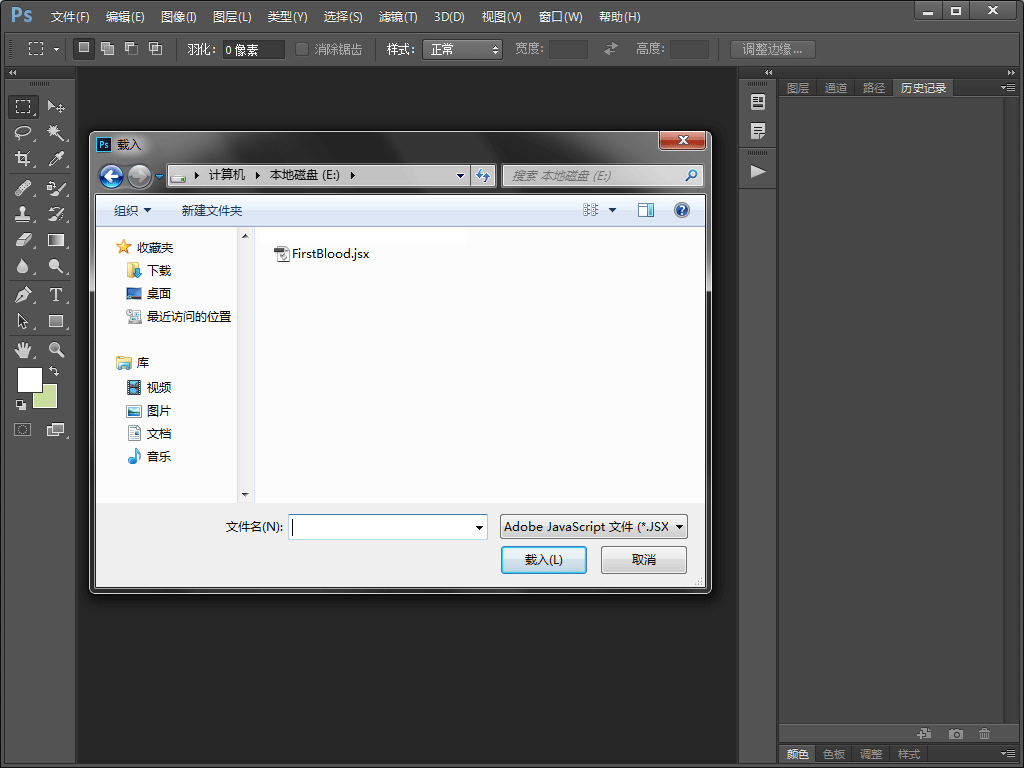 Ps 文件(F) 编辑(E) 图像(I) 图层(L) 类型(Y) 选择(S) 滤镜(T) 3D(D) 视图(V) 窗口(W) 帮助(H)
羽化: 0 像素 消除锯齿 样式: 正常 宽度: 高度: 调整边缘...
图层 通道 路径 历史记录
Ps 载入
计算机 本地磁盘 (E:) 搜索 本地磁盘 (E:)
组织 新建文件夹
收藏夹
下载
桌面
最近访问的位置
库
视频
图片
文档
音乐
FirstBlood.jsx
文件名(N): Adobe JavaScript 文件 (*.JSX
载入(L) 取消
颜色 色板 调整 样式